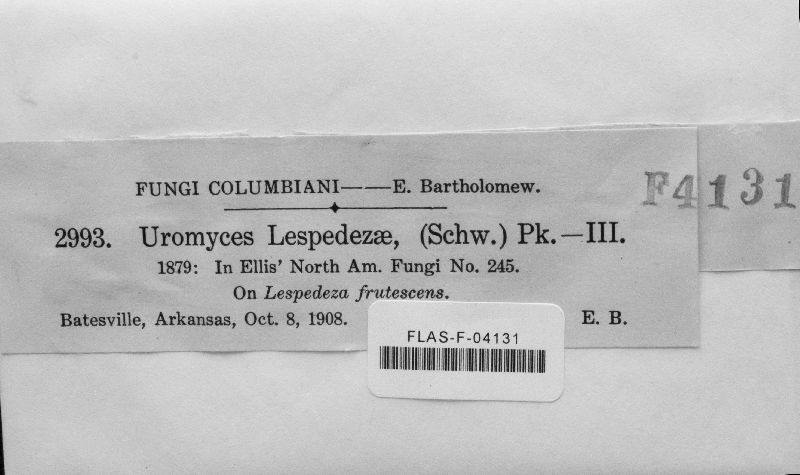 FUNGI COLUMBIANI——E. Bartholomew.
F4131
2993. Uromyces Lespedezæ, (Schw.) Pk.—III.
1879: In Ellis' North Am. Fungi No. 245.
On Lespedeza frutescens.
Batesville, Arkansas, Oct. 8, 1908. E. B.
FLAS-F-04131